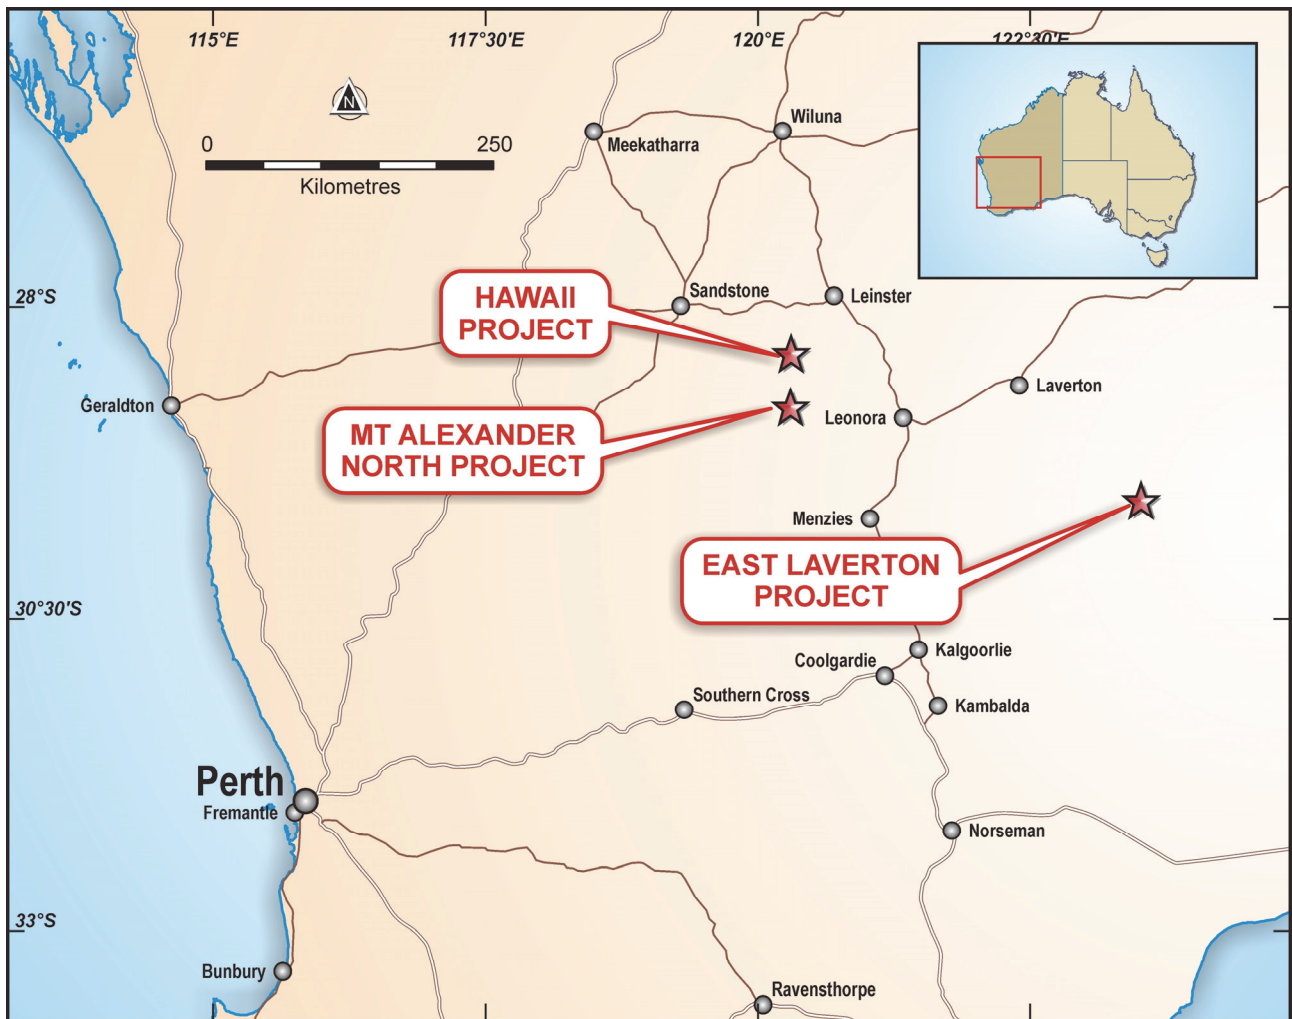 115°E
117°30'E
120°E
122°30'E
N
0
250
Kilometres
Meekatharra
Wiluna
28°S
HAWAII
PROJECT
Sandstone
Leinster
Geraldton
Laverton
Leonora
MT ALEXANDER
NORTH PROJECT
Menzies
EAST LAVERTON
PROJECT
30°30'S
Kalgoorlie
Coolgardie
Southern Cross
Kambalda
Perth
Fremantle
Norseman
33°S
Bunbury
Ravensthorpe